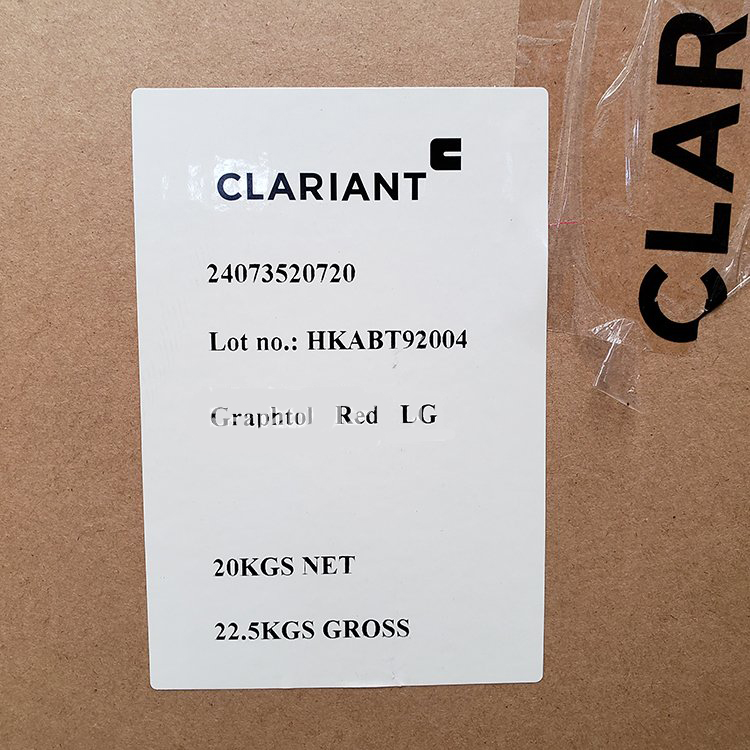 CLARIANT
24073520720
Lot no.: HKABT92004
Graphtol Red LG
20KGS NET
22.5KGS GROSS
CLAR